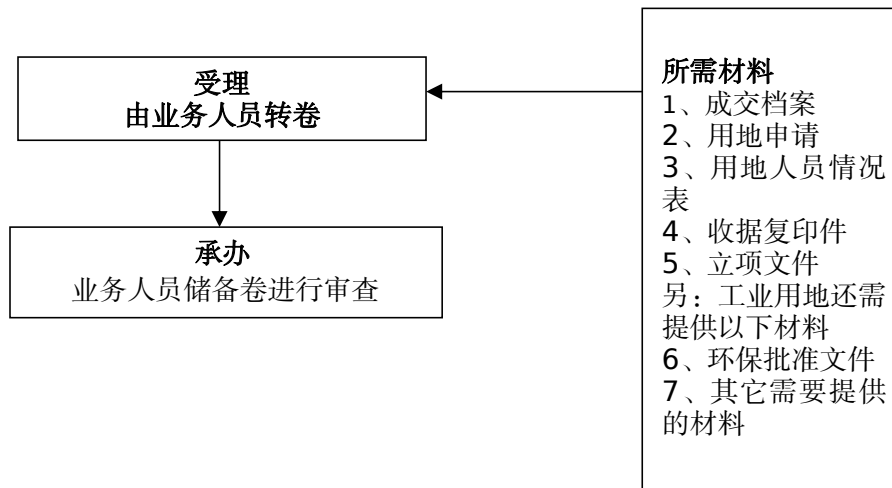 受理
由业务人员转卷
承办
业务人员储备卷进行审查
所需材料
1、成交档案
2、用地申请
3、用地人员情况
表
4、收据复印件
5、立项文件
另：工业用地还需
提供以下材料
6、环保批准文件
7、其它需要提供
的材料